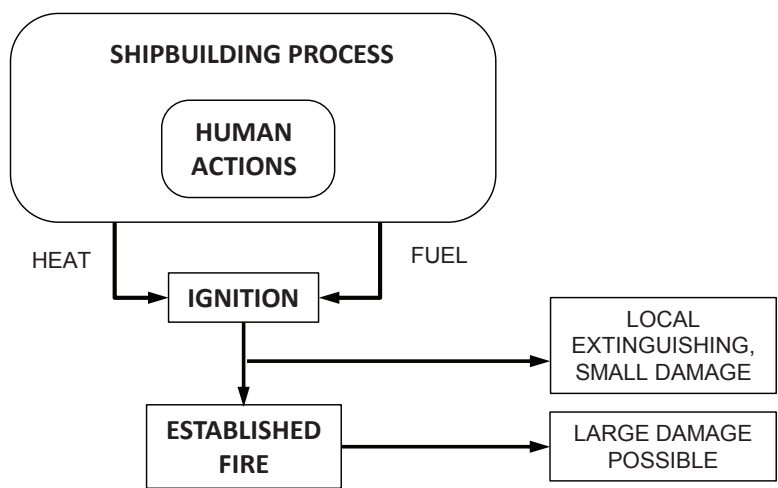 SHIPBUILDING PROCESS
HUMAN
ACTIONS
HEAT
FUEL
IGNITION
LOCAL
EXTINGUISHING,
SMALL DAMAGE
ESTABLISHED
FIRE
LARGE DAMAGE
POSSIBLE